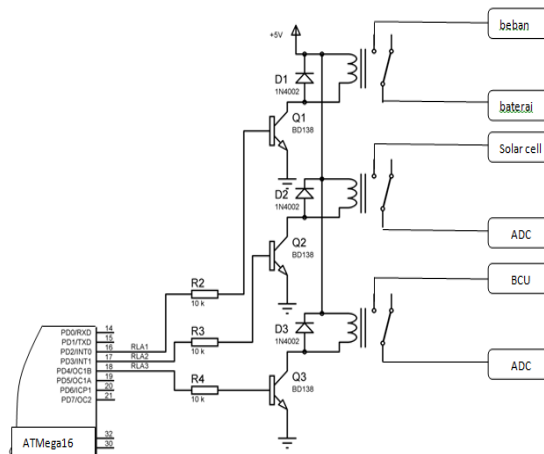 beban
+5V
D1
1N4002
Q1
BD138
baterai
Solar cell
D2
1N4002
Q2
BD138
ADC
BCU
R2
10 k
R3
10 k
D3
1N4002
R4
10 k
Q3
BD138
ADC
PD0/RXD 14
PD1/TXD 15
PD2/INT0 16 RLA1
PD3/INT1 17 RLA2
PD4/OC1B 18 RLA3
PD5/OC1A 19
PD6/ICP1 20
PD7/OC2 21
32
30
ATMega16